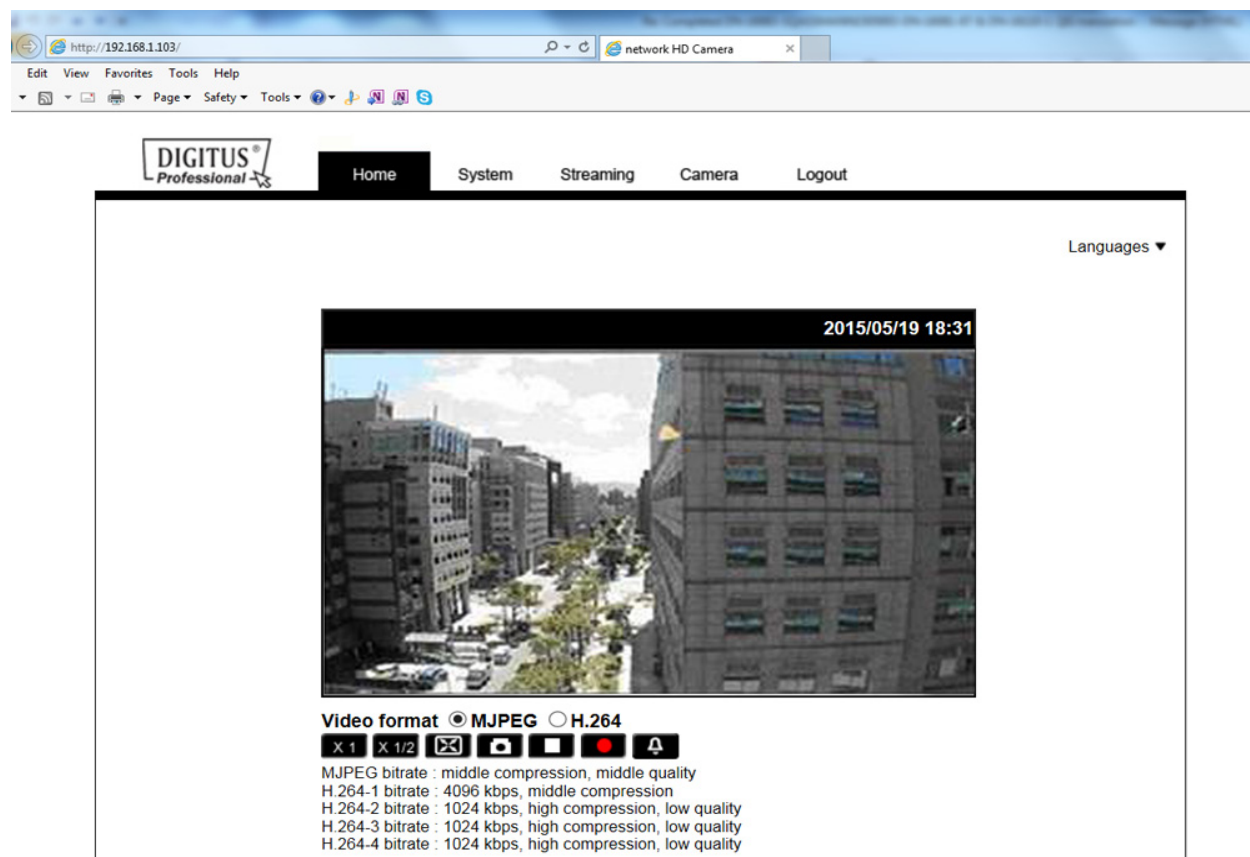 http://192.168.1.103/
network HD Camera
Edit View Favorites Tools Help
Page Safety Tools
DIGITUS®
Professional
Home System Streaming Camera Logout
Languages ▼
2015/05/19 18:31
Video format MJPEG H.264
X 1 X 1/2
MJPEG bitrate : middle compression, middle quality
H.264-1 bitrate : 4096 kbps, middle compression
H.264-2 bitrate : 1024 kbps, high compression, low quality
H.264-3 bitrate : 1024 kbps, high compression, low quality
H.264-4 bitrate : 1024 kbps, high compression, low quality